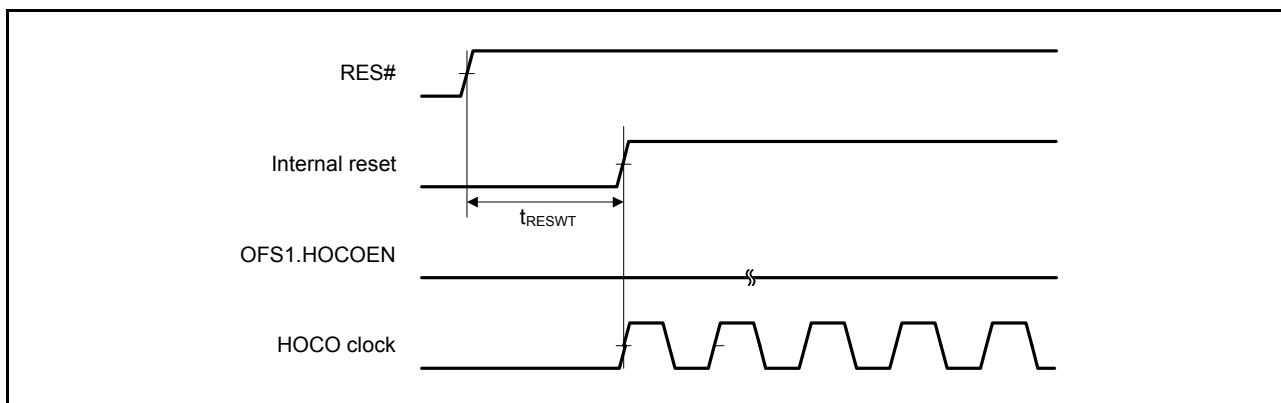 RES#
Internal reset
tRESWT
OFS1.HOCOEN
HOCO clock